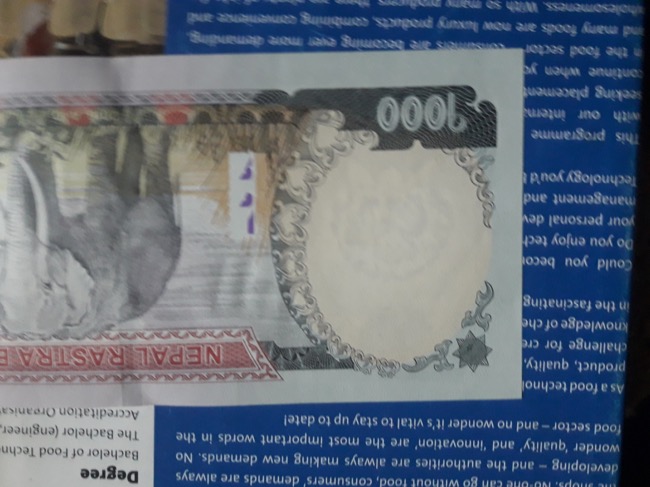 Degree
Bachelor of Food Techn
The Bachelor (engineer,
Accreditation Organisa
no-one can go without food, consumers' demands are always
developing – and the authorities are always making new demands. No
wonder 'quality' and 'innovation' are the most important words in the
food sector – and no wonder it's vital to stay up to date!
NEPAL RASTRA B
1000
As a food technol
product, quality,
challenge for cre
knowledge of che
in the fascinating
Could you becom
Do you enjoy tech
your personal dev
management and
Technology you'd
This programme
with our intern
seeking placemen
continue when yo
the food sector
consumers are becoming ever more demanding,
and many foods are now luxury products, combining convenience and
wholesomeness. With so many producers,